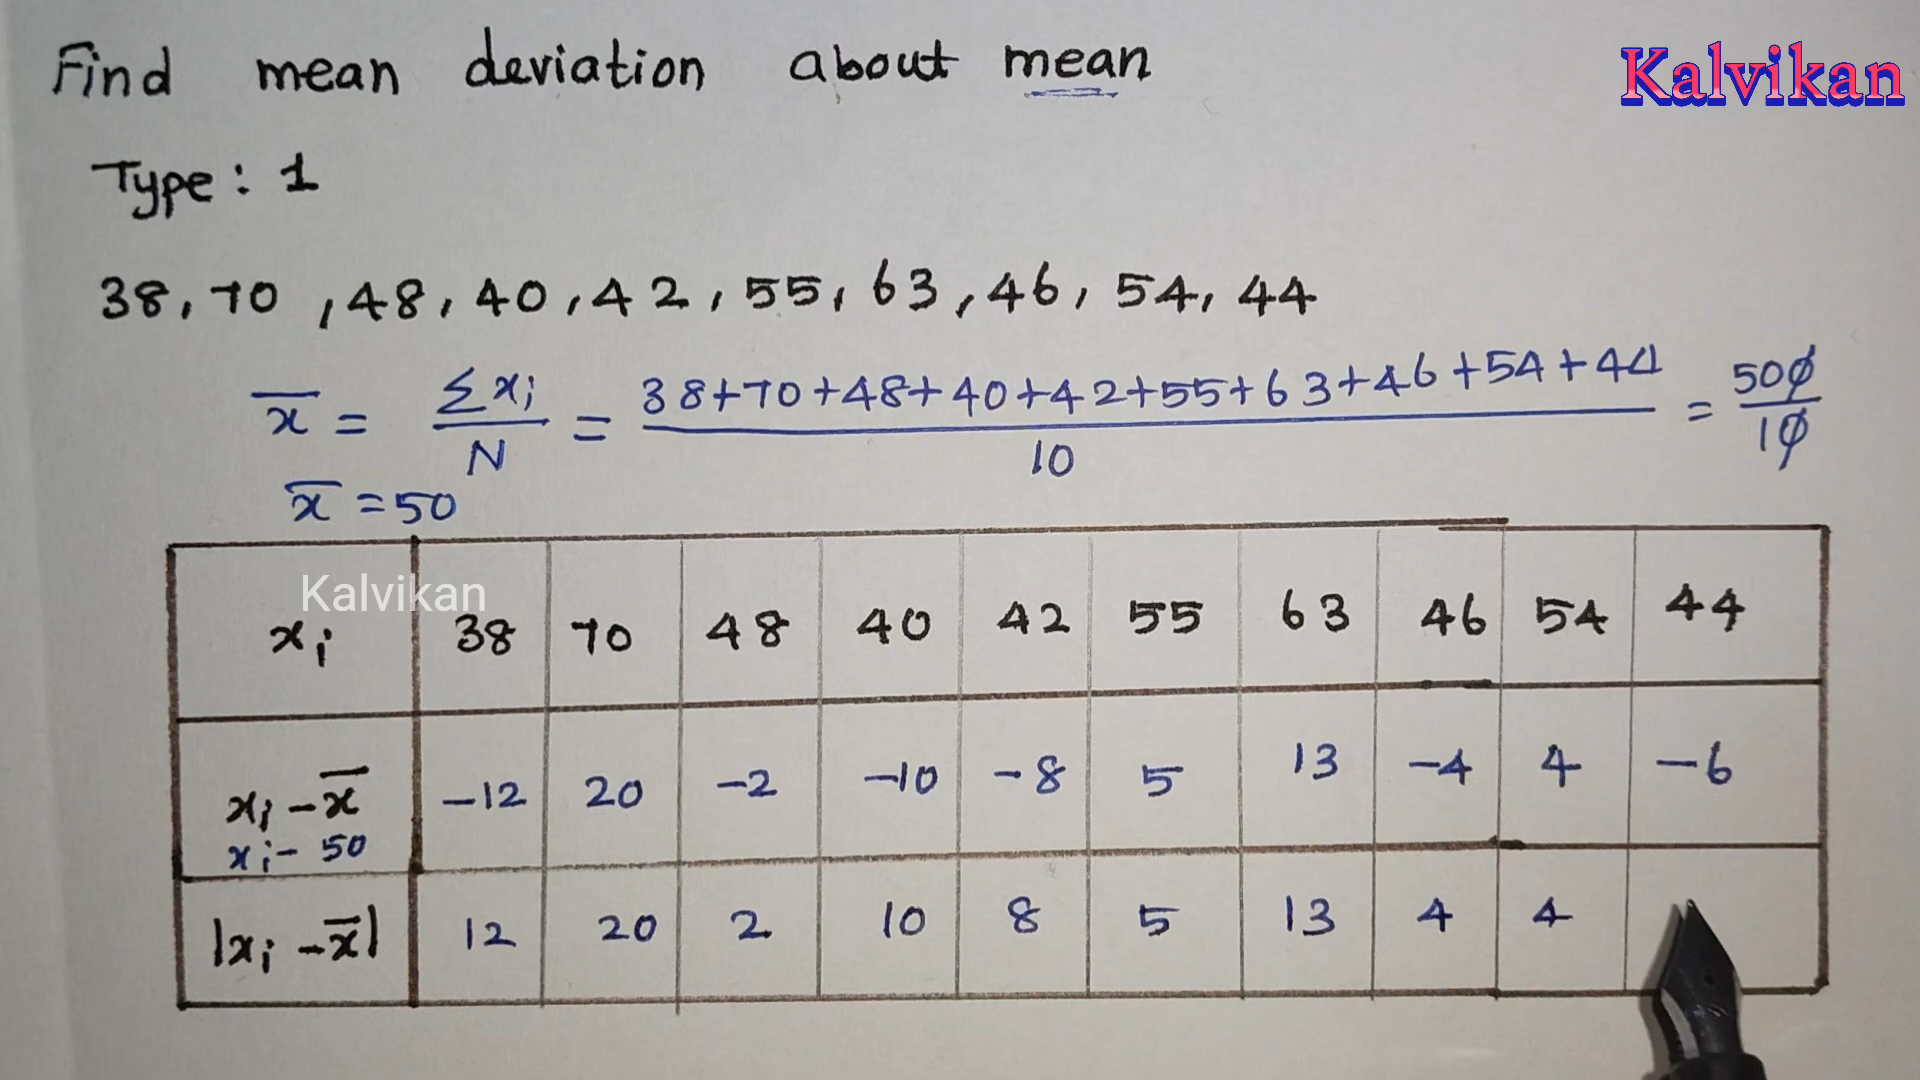 Find mean deviation about mean
Kalvikan
Type : 1
38, 70, 48, 40, 42, 55, 63, 46, 54, 44
x̄ = Σxi / N = 38+70+48+40+42+55+63+46+54+44 / 10 = 500 / 10
x̄ = 50
Kalvikan
xi 38 70 48 40 42 55 63 46 54 44
xi - x̄ -12 20 -2 -10 -8 5 13 -4 4 -6
xi - 50
|xi - x̄| 12 20 2 10 8 5 13 4 4